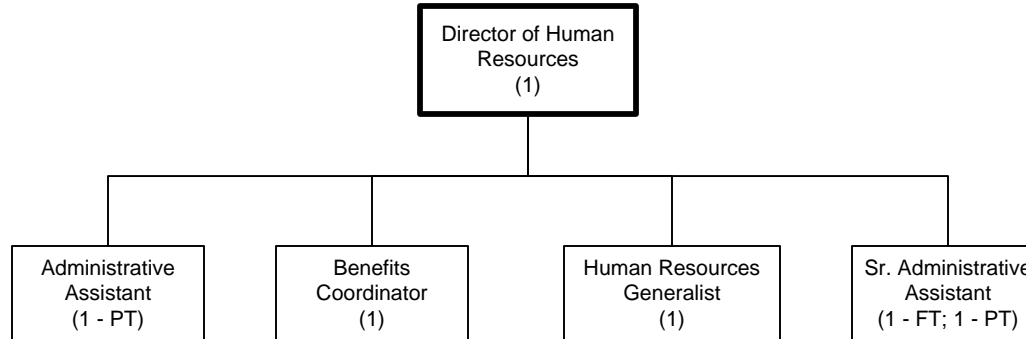 Director of Human
Resources
(1)
Administrative
Assistant
(1 - PT)
Benefits
Coordinator
(1)
Human Resources
Generalist
(1)
Sr. Administrative
Assistant
(1 - FT; 1 - PT)